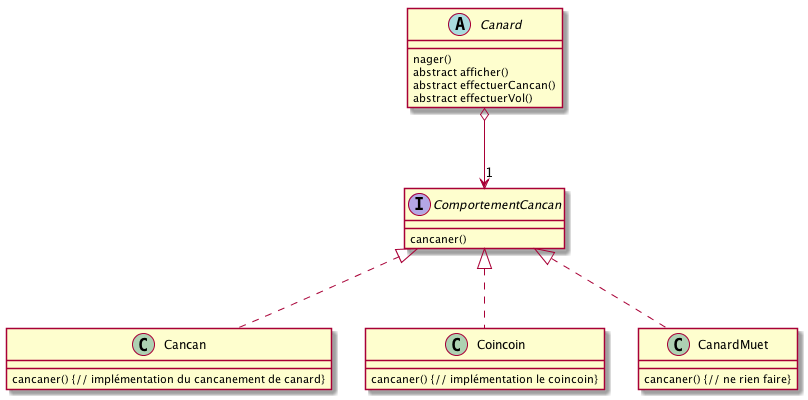 A Canard
nager()
abstract afficher()
abstract effectuerCancan()
abstract effectuerVol()
1
I ComportementCancan
cancaner()
C Cancan
cancaner() {// implémentation du cancanement de canard}
C Coincoin
cancaner() {// implémentation le coincoin}
C CanardMuet
cancaner() {// ne rien faire}